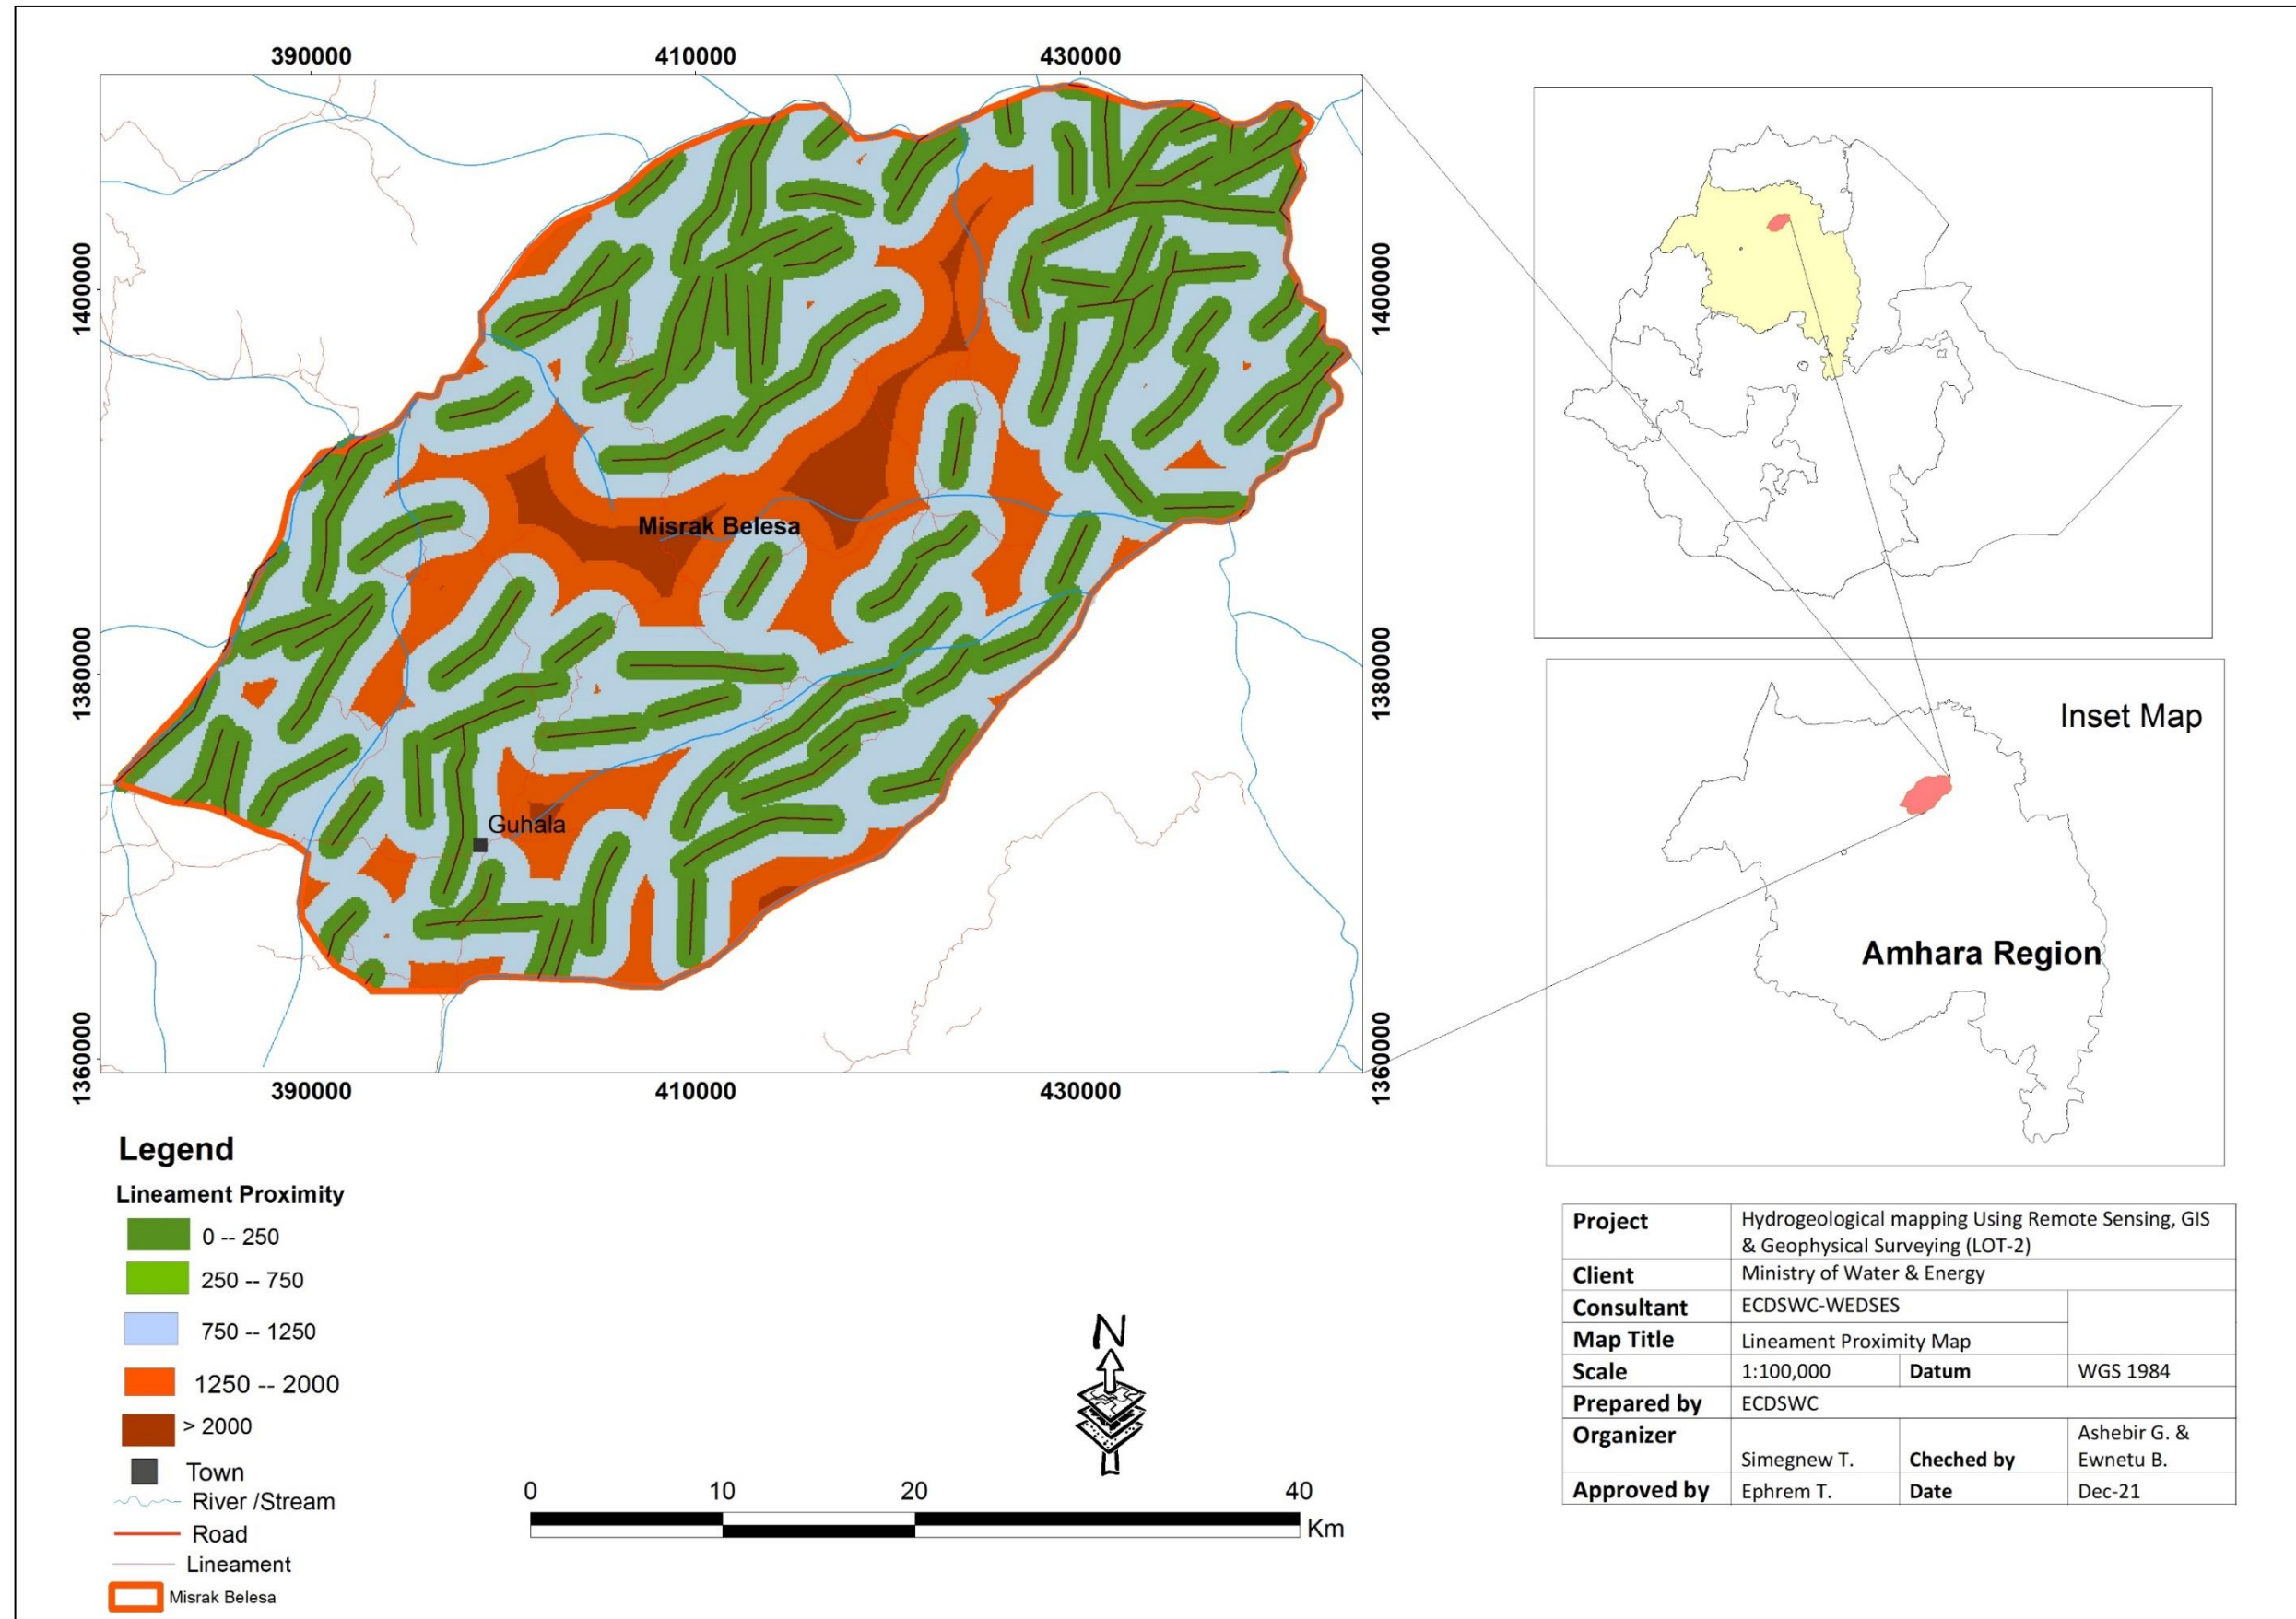 390000 410000 430000
1400000
1380000
1360000
1400000
1380000
1360000
Misrak Belesa
Guhala
390000 410000 430000
Inset Map
Amhara Region
Legend
Lineament Proximity
0 -- 250
250 -- 750
750 -- 1250
1250 -- 2000
> 2000
Town
River /Stream
Road
Lineament
Misrak Belesa
N
0 10 20 40
Km
Project Hydrogeological mapping Using Remote Sensing, GIS
& Geophysical Surveying (LOT-2)
Client Ministry of Water & Energy
Consultant ECDSWC-WEDSES
Map Title Lineament Proximity Map
Scale 1:100,000 Datum WGS 1984
Prepared by ECDSWC
Organizer Simegnew T. Cheched by Ashebir G. &
Ewnetu B.
Approved by Ephrem T. Date Dec-21